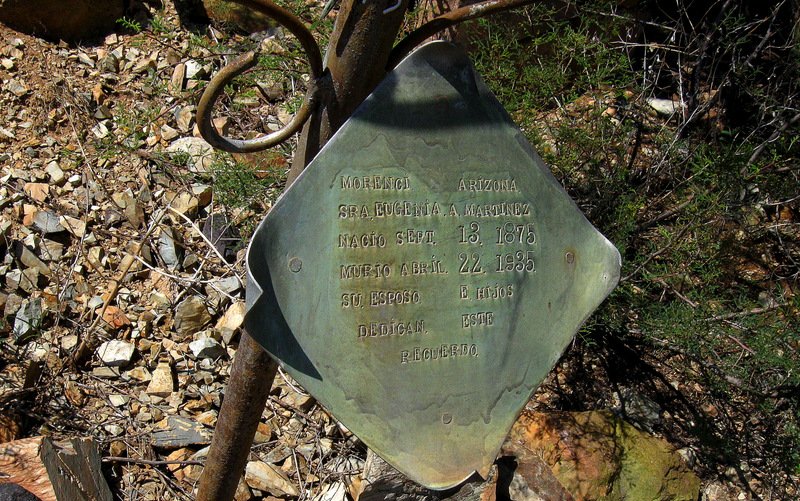 MORENCI ARIZONA.
SRA. EUGENIA. A. MARTINEZ
NACIO SEPT. 13. 1875
MURIO ABRIL. 22. 1935.
SU. ESPOSO. E HIJOS
DEDICAN. ESTE
RECUERDO.